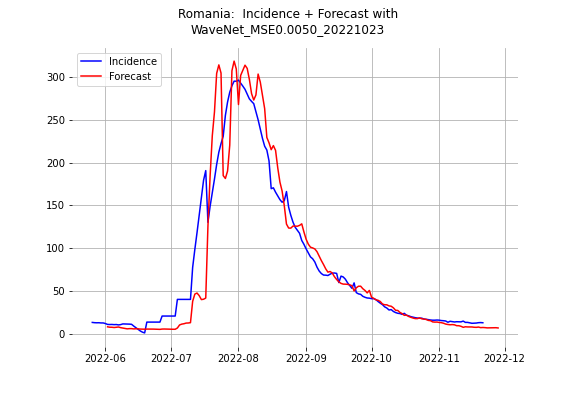 Romania:  Incidence + Forecast with
WaveNet_MSE0.0050_20221023
Incidence
Forecast
300
250
200
150
100
50
0
2022-06 2022-07 2022-08 2022-09 2022-10 2022-11 2022-12